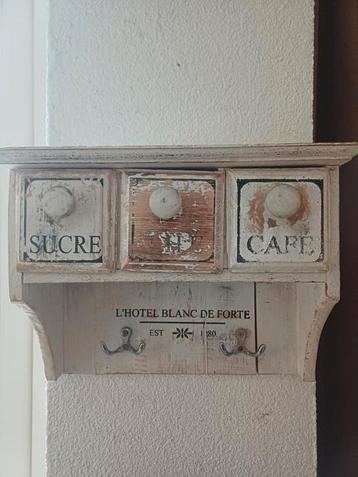 SUCRE
CAFE
L'HOTEL BLANC DE FORTE
EST